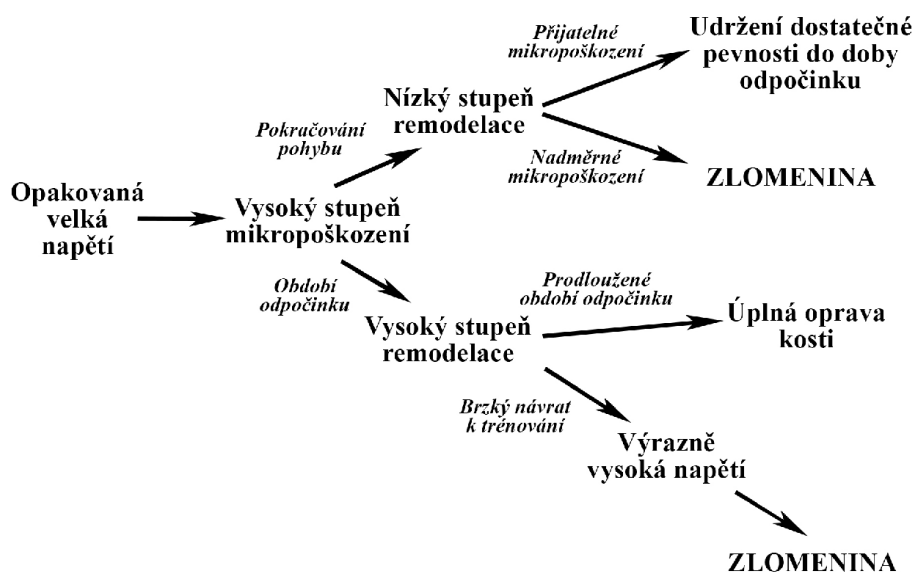 Přijatelné
mikropoškození
Udržení dostatečné
pevnosti do doby
odpočinku
Nízký stupeň
remodelace
Pokračování
pohybu
Nadměrné
mikropoškození
ZLOMENINA
Opakovaná
velká
napětí
Vysoký stupeň
mikropoškození
Období
odpočinku
Prodloužené
období odpočinku
Vysoký stupeň
remodelace
Úplná oprava
kosti
Brzký návrat
k trénování
Výrazně
vysoká napětí
ZLOMENINA